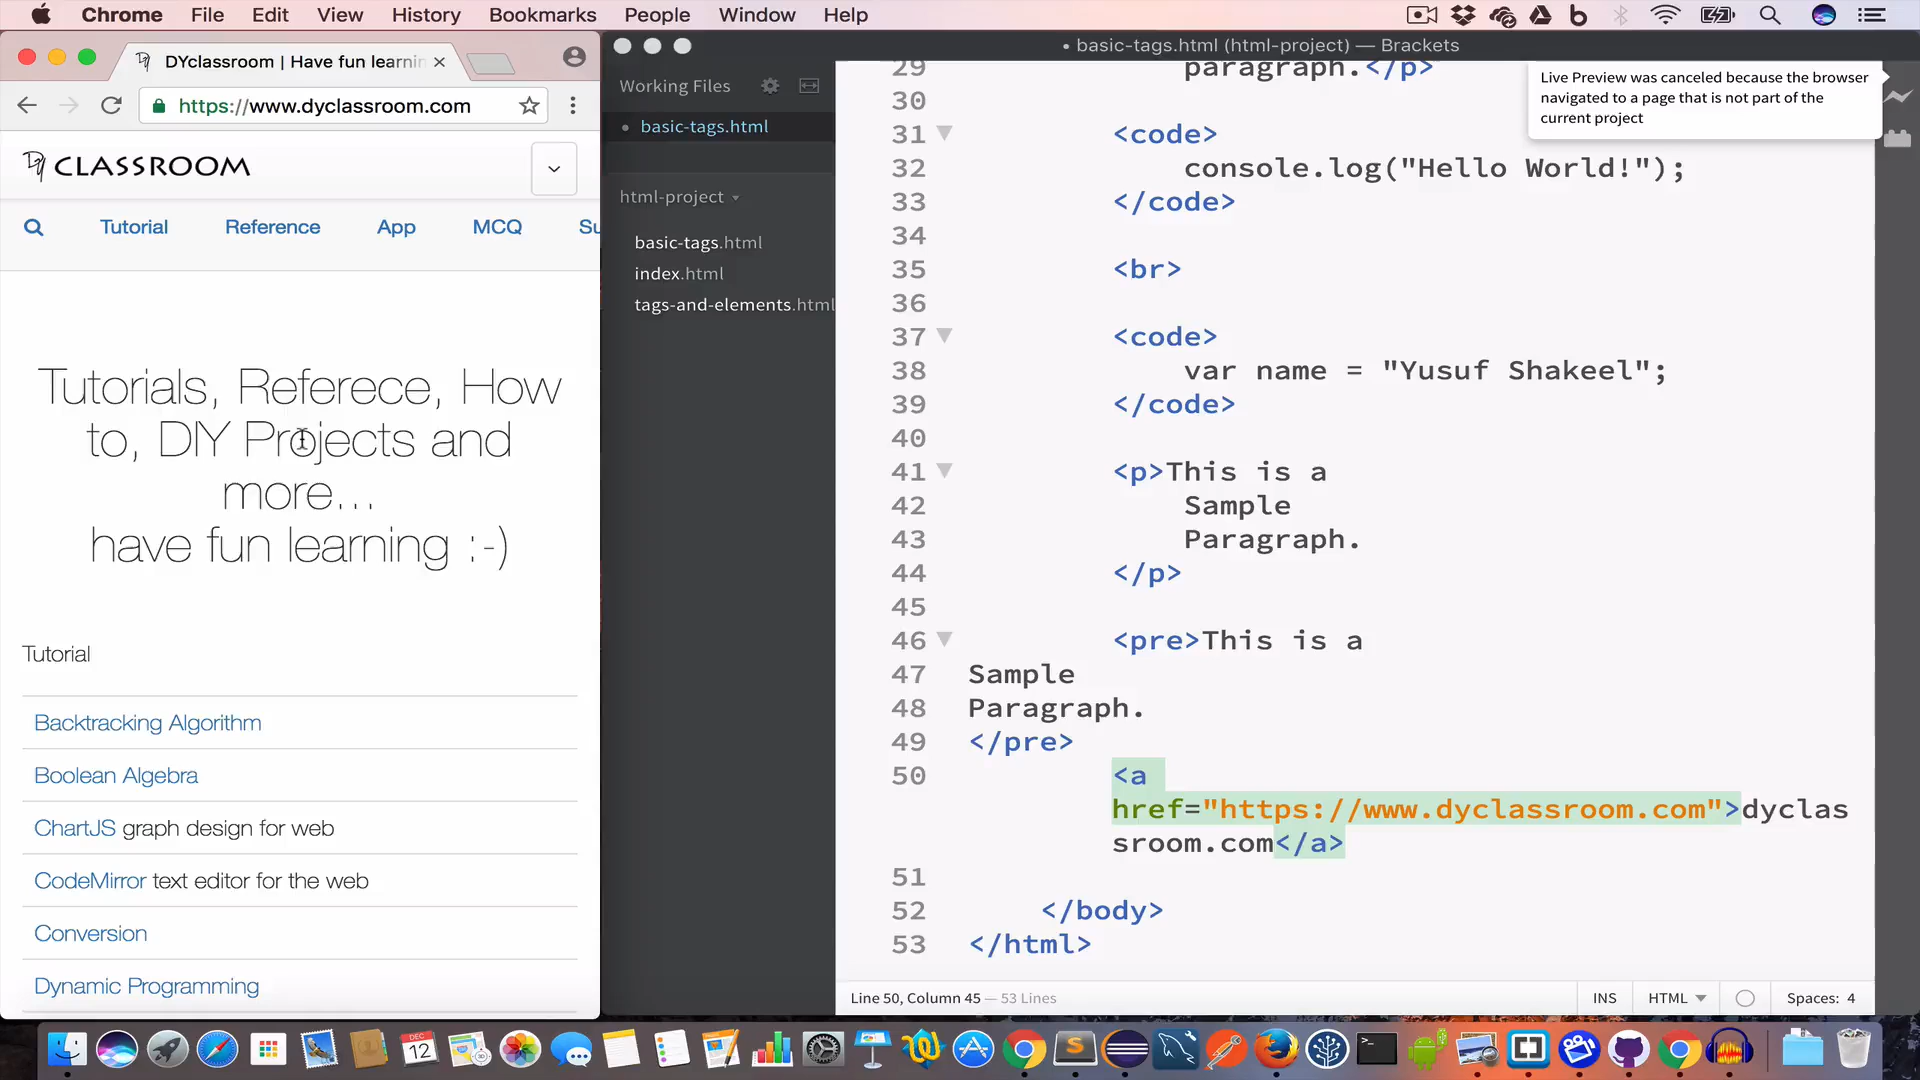 Chrome File Edit View History Bookmarks People Window Help
DYclassroom | Have fun learnin
https://www.dyclassroom.com
CLASSROOM
Tutorial Reference App MCQ Su
Tutorials, Referece, How
to, DIY Projects and
more...
have fun learning :-)
Tutorial
Backtracking Algorithm
Boolean Algebra
ChartJS graph design for web
CodeMirror text editor for the web
Conversion
Dynamic Programming
• basic-tags.html (html-project) — Brackets
Working Files
• basic-tags.html
html-project
basic-tags.html
index.html
tags-and-elements.html
Live Preview was canceled because the browser
navigated to a page that is not part of the
current project
29 paragraph.</p>
30
31 <code>
32 console.log("Hello World!");
33 </code>
34
35 <br>
36
37 <code>
38 var name = "Yusuf Shakeel";
39 </code>
40
41 <p>This is a
42 Sample
43 Paragraph.
44 </p>
45
46 <pre>This is a
47 Sample
48 Paragraph.
49 </pre>
50 <a
href="https://www.dyclassroom.com">dyclas
sroom.com</a>
51
52 </body>
53 </html>
Line 50, Column 45 — 53 Lines
INS HTML Spaces: 4
DEC
12